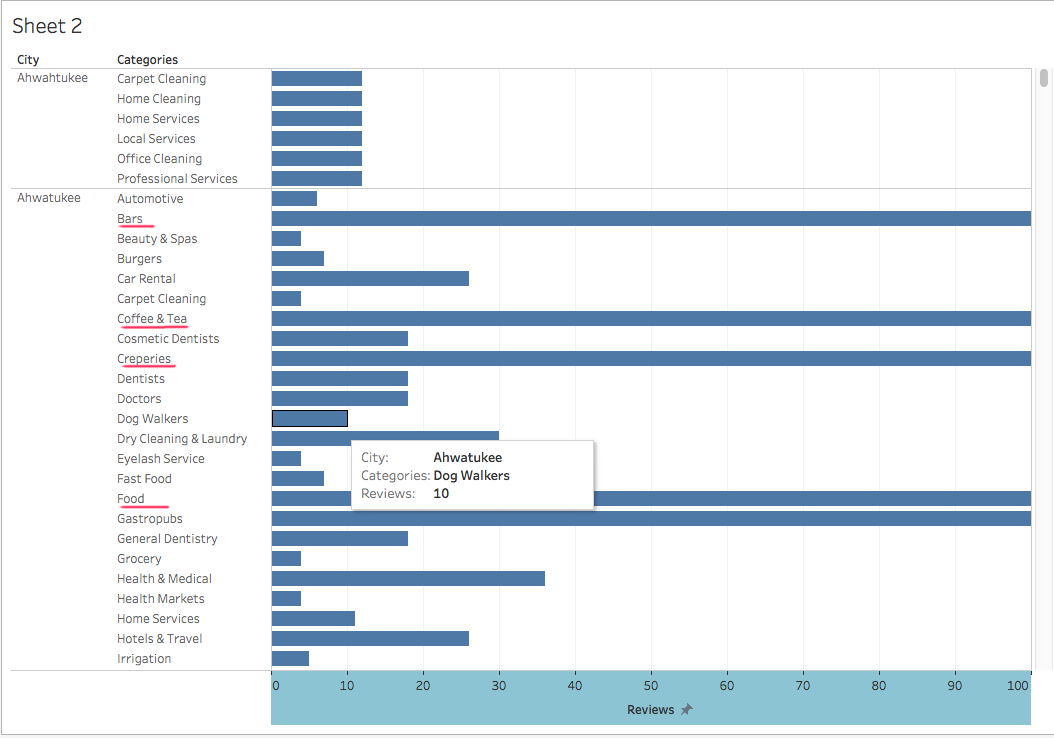 Sheet 2
City Categories
Ahwahtukee Carpet Cleaning
Home Cleaning
Home Services
Local Services
Office Cleaning
Professional Services
Ahwatukee Automotive
Bars
Beauty & Spas
Burgers
Car Rental
Carpet Cleaning
Coffee & Tea
Cosmetic Dentists
Creperies
Dentists
Doctors
Dog Walkers
Dry Cleaning & Laundry
Eyelash Service
Fast Food
Food
Gastropubs
General Dentistry
Grocery
Health & Medical
Health Markets
Home Services
Hotels & Travel
Irrigation
City: Ahwatukee
Categories: Dog Walkers
Reviews: 10
0 10 20 30 40 50 60 70 80 90 100
Reviews